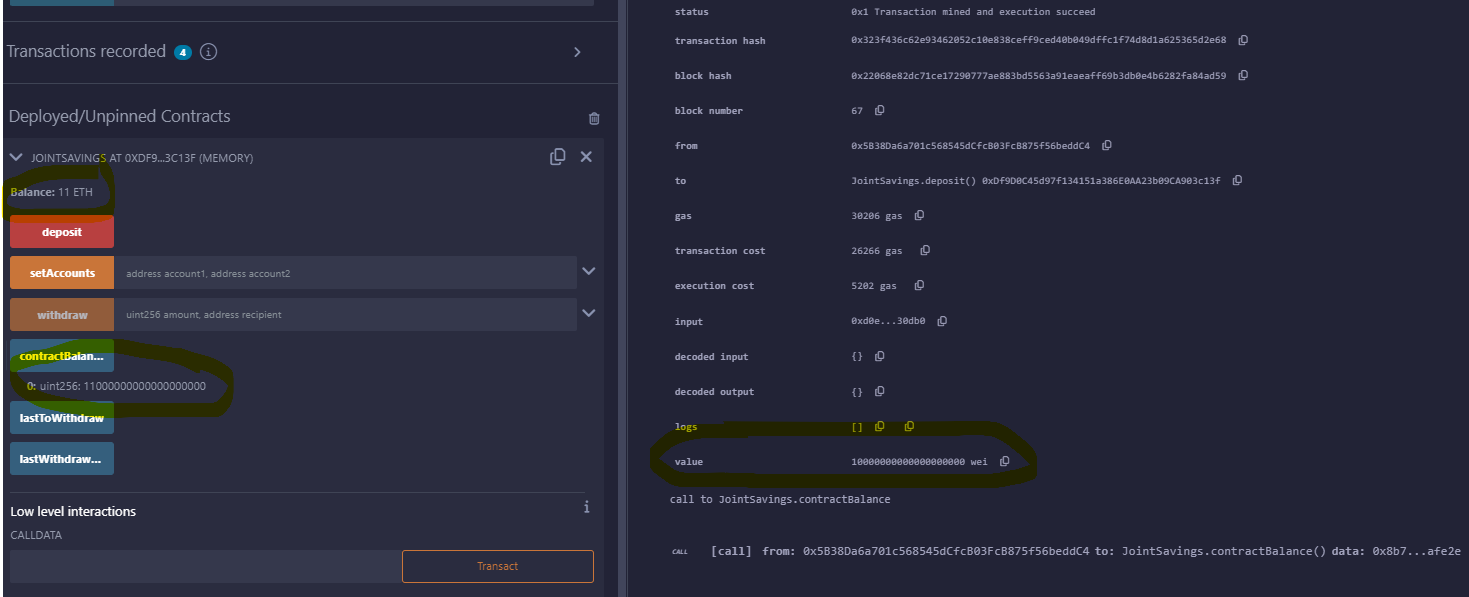 Transactions recorded 4 i
Deployed/Unpinned Contracts
JOINTSAVINGS AT 0XDF9...3C13F (MEMORY)
Balance: 11 ETH
deposit
setAccounts address account1, address account2
withdraw uint256 amount, address recipient
contractBalan...
0: uint256: 11000000000000000000
lastToWithdraw
lastWithdraw...
Low level interactions i
CALLDATA
Transact
status 0x1 Transaction mined and execution succeed
transaction hash 0x323f436c62e93462052c10e838ceff9ced40b049dffc1f74d8d1a625365d2e68
block hash 0x22068e82dc71ce17290777ae883bd5563a91eaeaff69b3db0e4b6282fa84ad59
block number 67
from 0x5B38Da6a701c568545dCfcB03FcB875f56beddC4
to JointSavings.deposit() 0xDf9D0C45d97f134151a386E0AA23b09CA903c13f
gas 30206 gas
transaction cost 26266 gas
execution cost 5202 gas
input 0xd0e...30db0
decoded input {}
decoded output {}
logs []
value 10000000000000000000 wei
call to JointSavings.contractBalance
CALL [call] from: 0x5B38Da6a701c568545dCfcB03FcB875f56beddC4 to: JointSavings.contractBalance() data: 0x8b7...afe2e